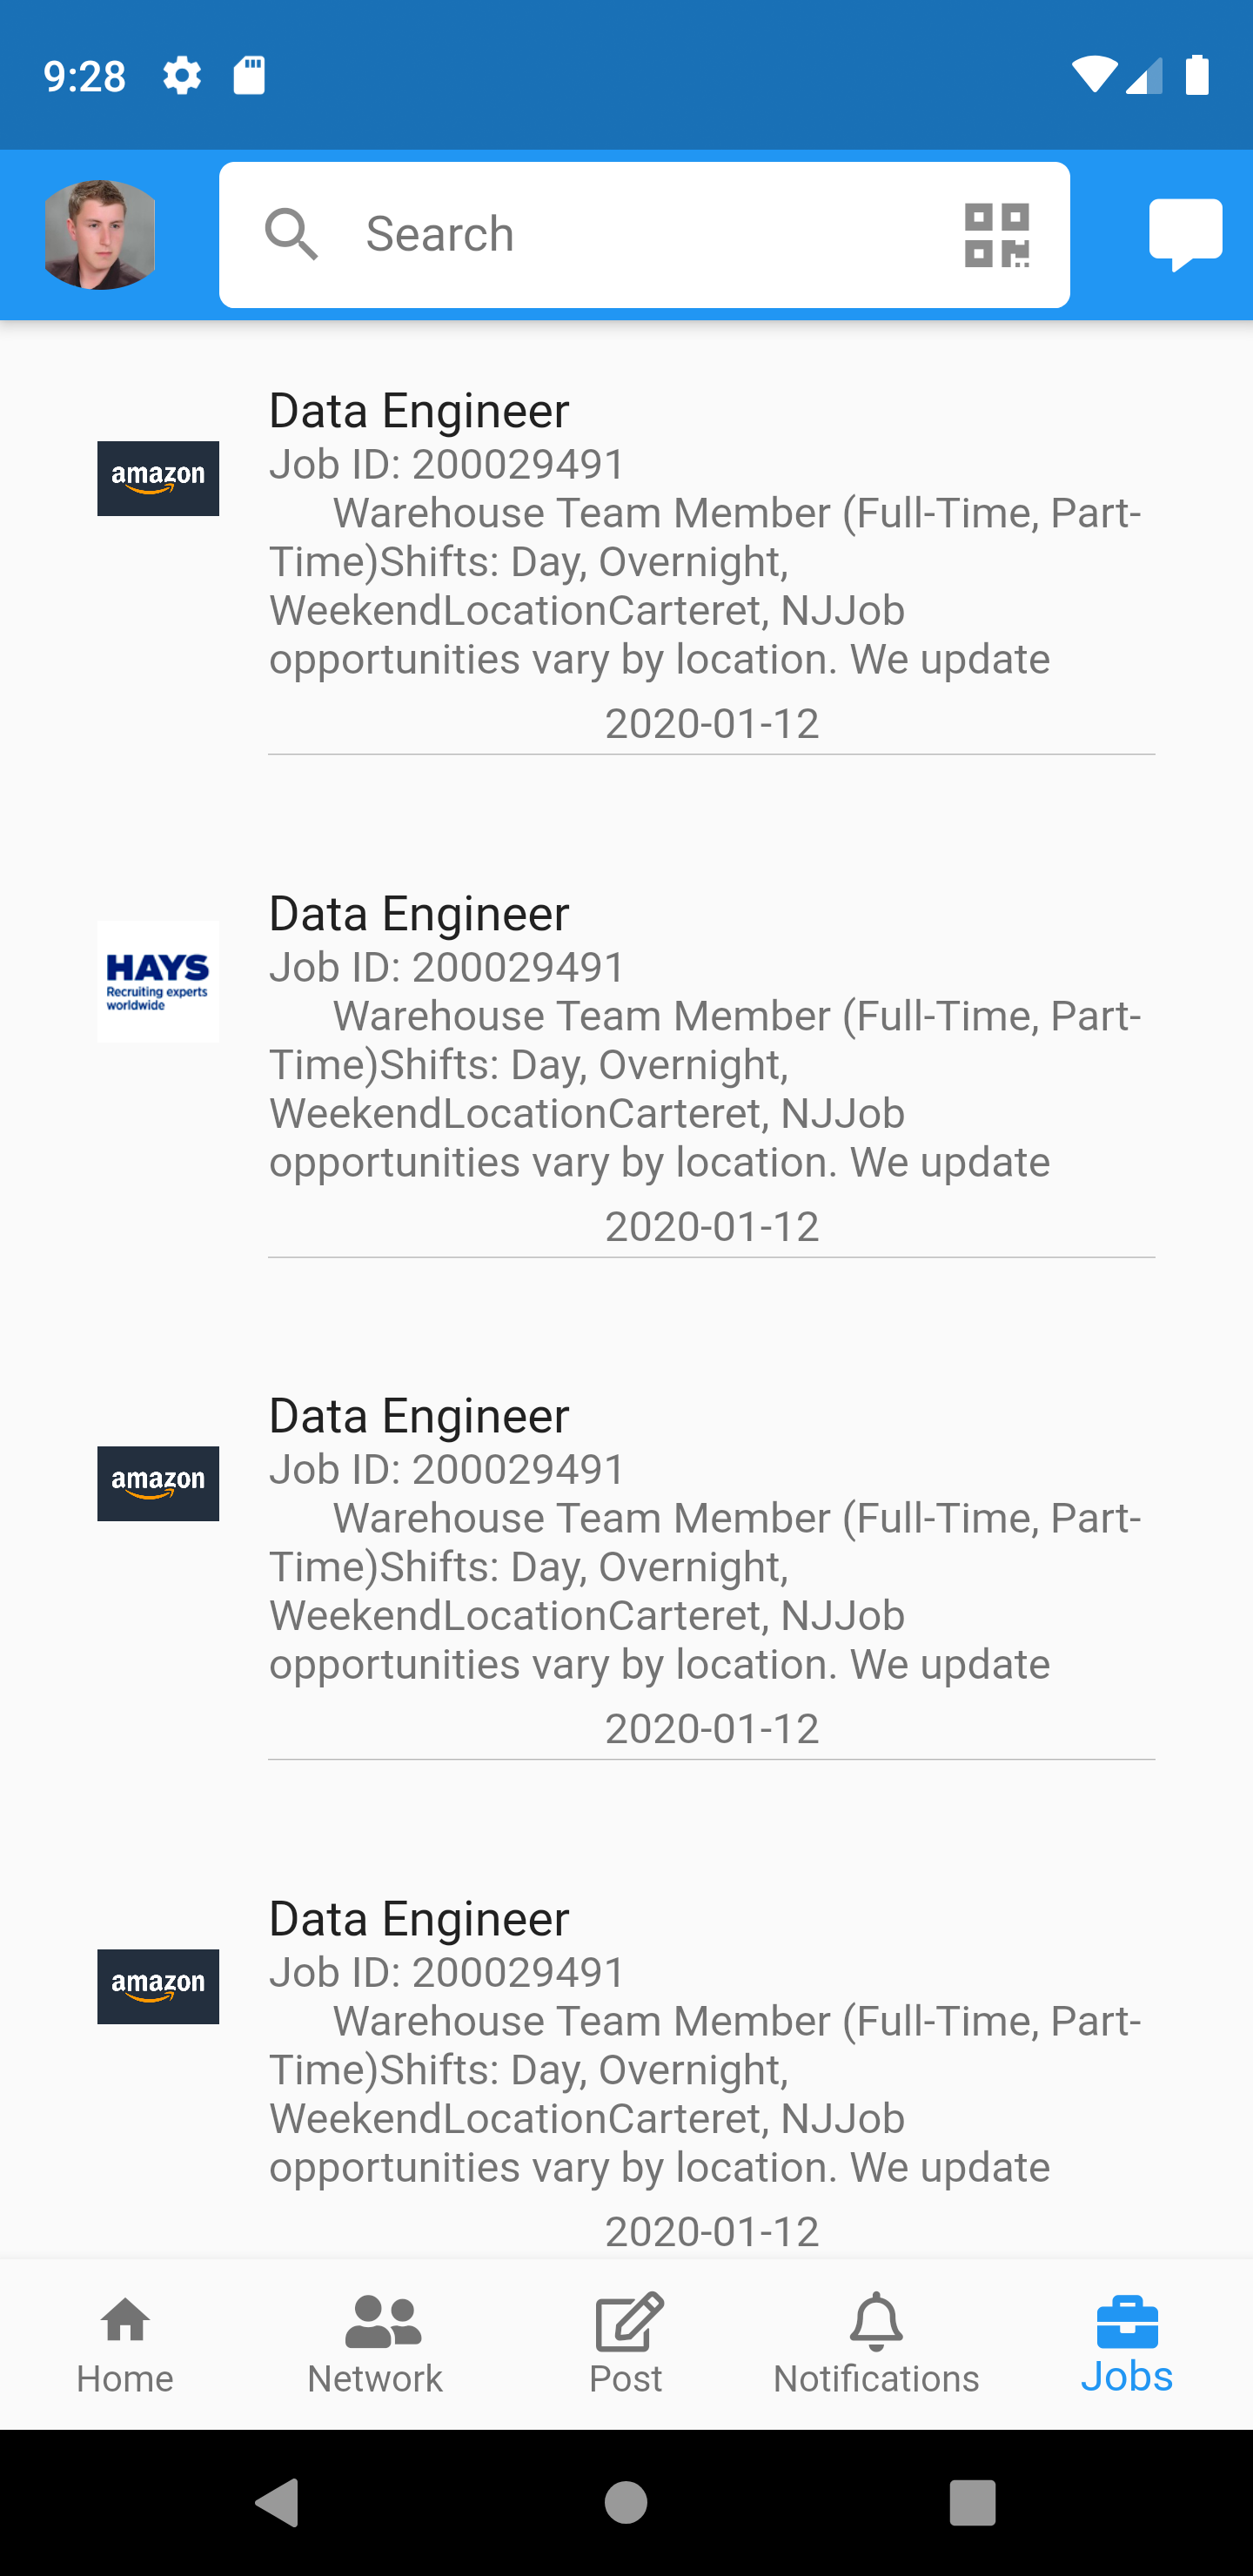 9:28
Search
Data Engineer
Job ID: 200029491
Warehouse Team Member (Full-Time, Part-
Time)Shifts: Day, Overnight,
WeekendLocationCarteret, NJJob
opportunities vary by location. We update
2020-01-12
amazon
Data Engineer
Job ID: 200029491
Warehouse Team Member (Full-Time, Part-
Time)Shifts: Day, Overnight,
WeekendLocationCarteret, NJJob
opportunities vary by location. We update
2020-01-12
HAYS
Recruiting experts
worldwide
Data Engineer
Job ID: 200029491
Warehouse Team Member (Full-Time, Part-
Time)Shifts: Day, Overnight,
WeekendLocationCarteret, NJJob
opportunities vary by location. We update
2020-01-12
amazon
Data Engineer
Job ID: 200029491
Warehouse Team Member (Full-Time, Part-
Time)Shifts: Day, Overnight,
WeekendLocationCarteret, NJJob
opportunities vary by location. We update
2020-01-12
amazon
Home
Network
Post
Notifications
Jobs